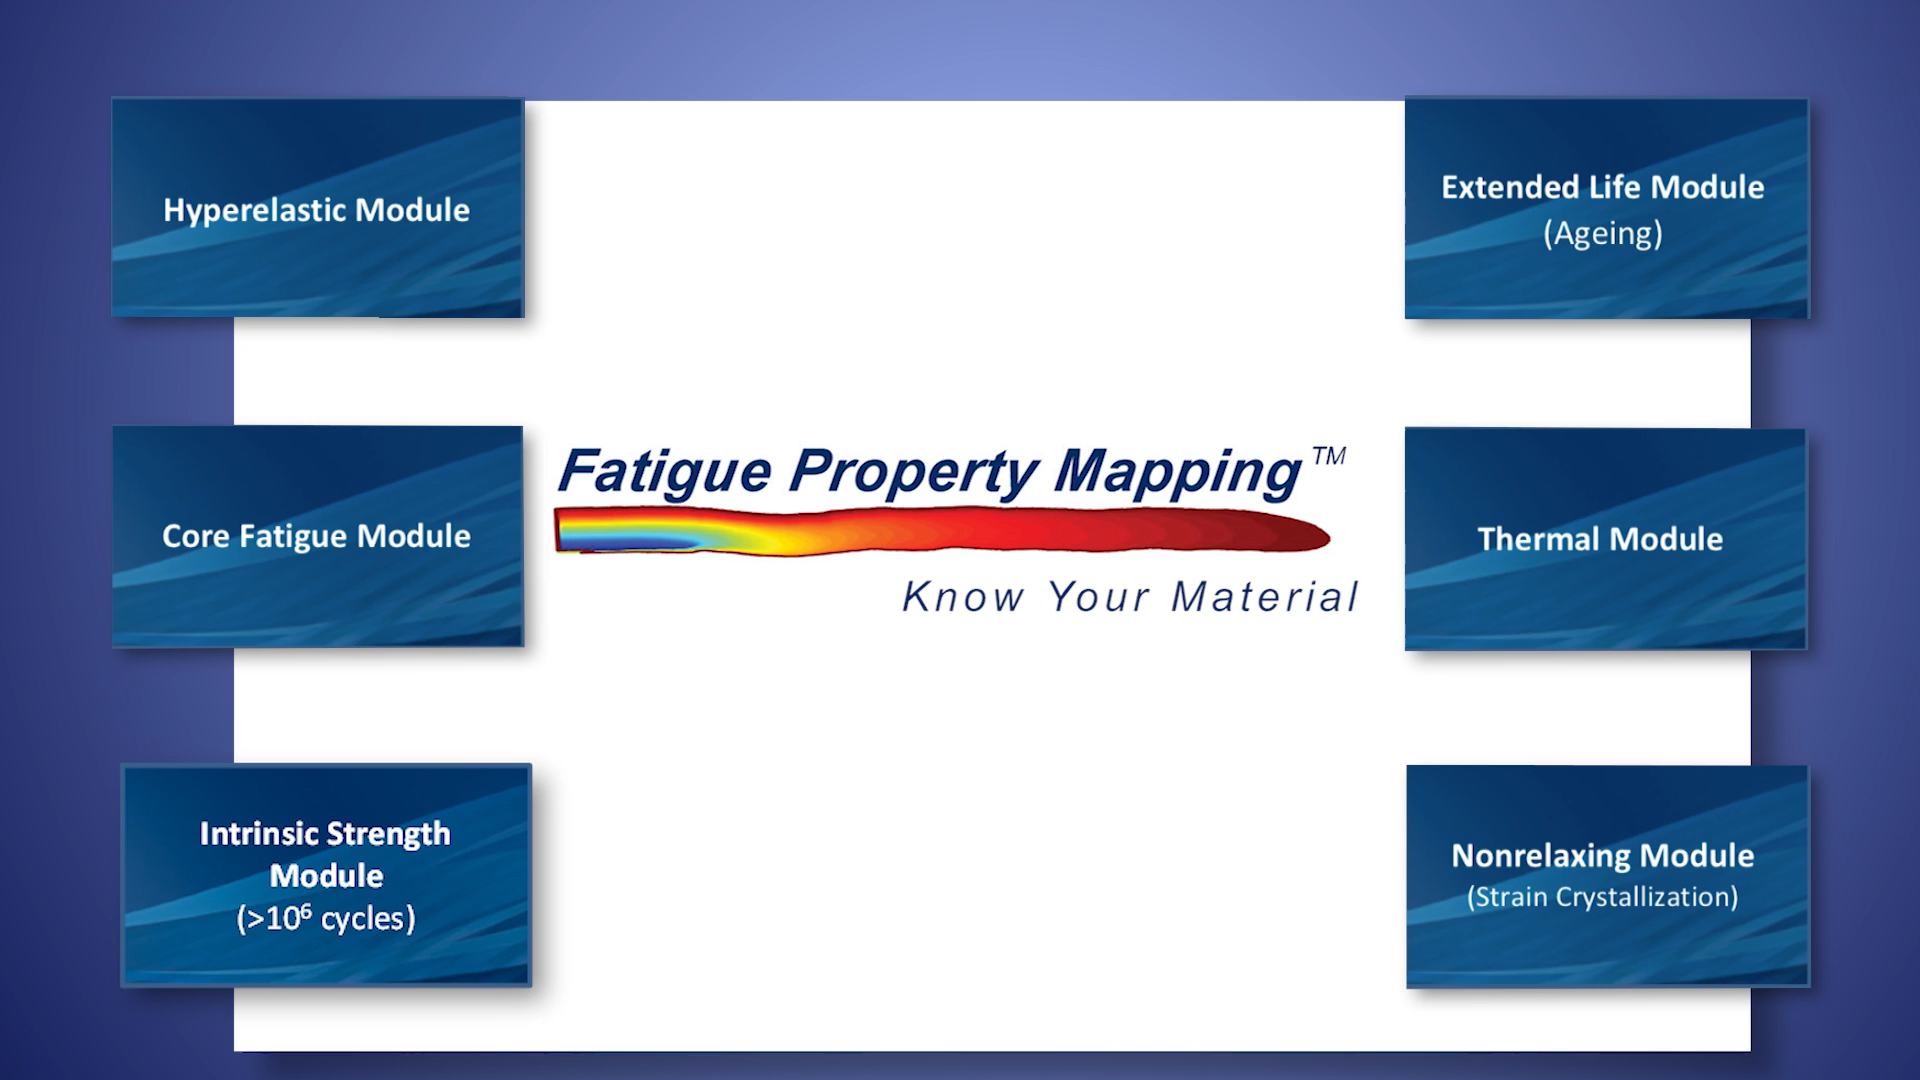 Hyperelastic Module
Extended Life Module
(Ageing)
Fatigue Property Mapping™
Know Your Material
Core Fatigue Module
Thermal Module
Intrinsic Strength
Module
(>10⁶ cycles)
Nonrelaxing Module
(Strain Crystallization)